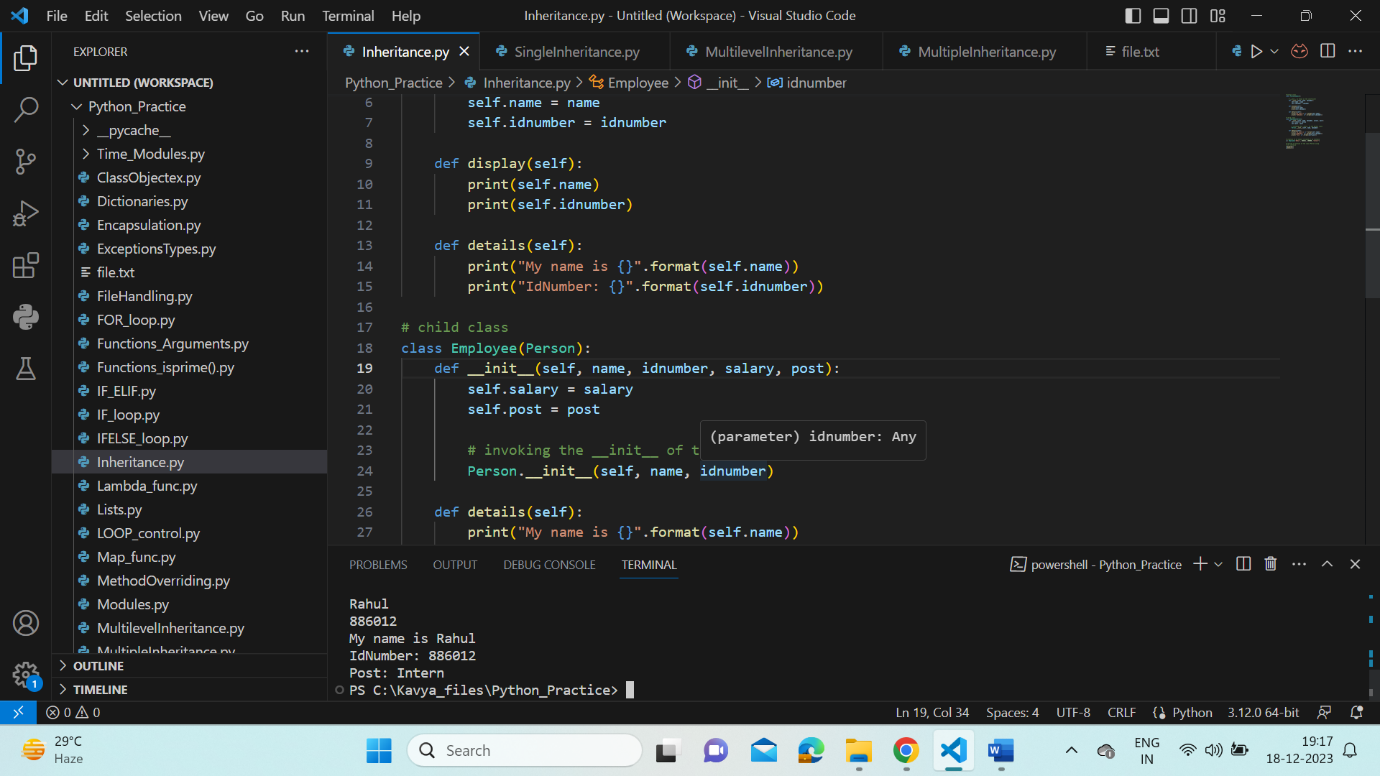 File Edit Selection View Go Run Terminal Help
Inheritance.py - Untitled (Workspace) - Visual Studio Code
EXPLORER
UNTITLED (WORKSPACE)
Python_Practice
__pycache__
Time_Modules.py
ClassObjectex.py
Dictionaries.py
Encapsulation.py
ExceptionsTypes.py
file.txt
FileHandling.py
FOR_loop.py
Functions_Arguments.py
Functions_isprime().py
IF_ELIF.py
IF_loop.py
IFELSE_loop.py
Inheritance.py
Lambda_func.py
Lists.py
LOOP_control.py
Map_func.py
MethodOverriding.py
Modules.py
MultilevelInheritance.py
MultipleInheritance.py
OUTLINE
TIMELINE
1
Inheritance.py SingleInheritance.py MultilevelInheritance.py MultipleInheritance.py file.txt
Python_Practice > Inheritance.py > Employee > __init__ > idnumber
6 self.name = name
7 self.idnumber = idnumber
8
9 def display(self):
10 print(self.name)
11 print(self.idnumber)
12
13 def details(self):
14 print("My name is {}".format(self.name))
15 print("IdNumber: {}".format(self.idnumber))
16
17 # child class
18 class Employee(Person):
19 def __init__(self, name, idnumber, salary, post):
20 self.salary = salary
21 self.post = post
22
(parameter) idnumber: Any
23 # invoking the __init__ of t
24 Person.__init__(self, name, idnumber)
25
26 def details(self):
27 print("My name is {}".format(self.name))
PROBLEMS OUTPUT DEBUG CONSOLE TERMINAL
powershell - Python_Practice
Rahul
886012
My name is Rahul
IdNumber: 886012
Post: Intern
PS C:\Kavya_files\Python_Practice>
0 0
Ln 19, Col 34 Spaces: 4 UTF-8 CRLF Python 3.12.0 64-bit
29°C
Haze
Search
ENG
IN
19:17
18-12-2023